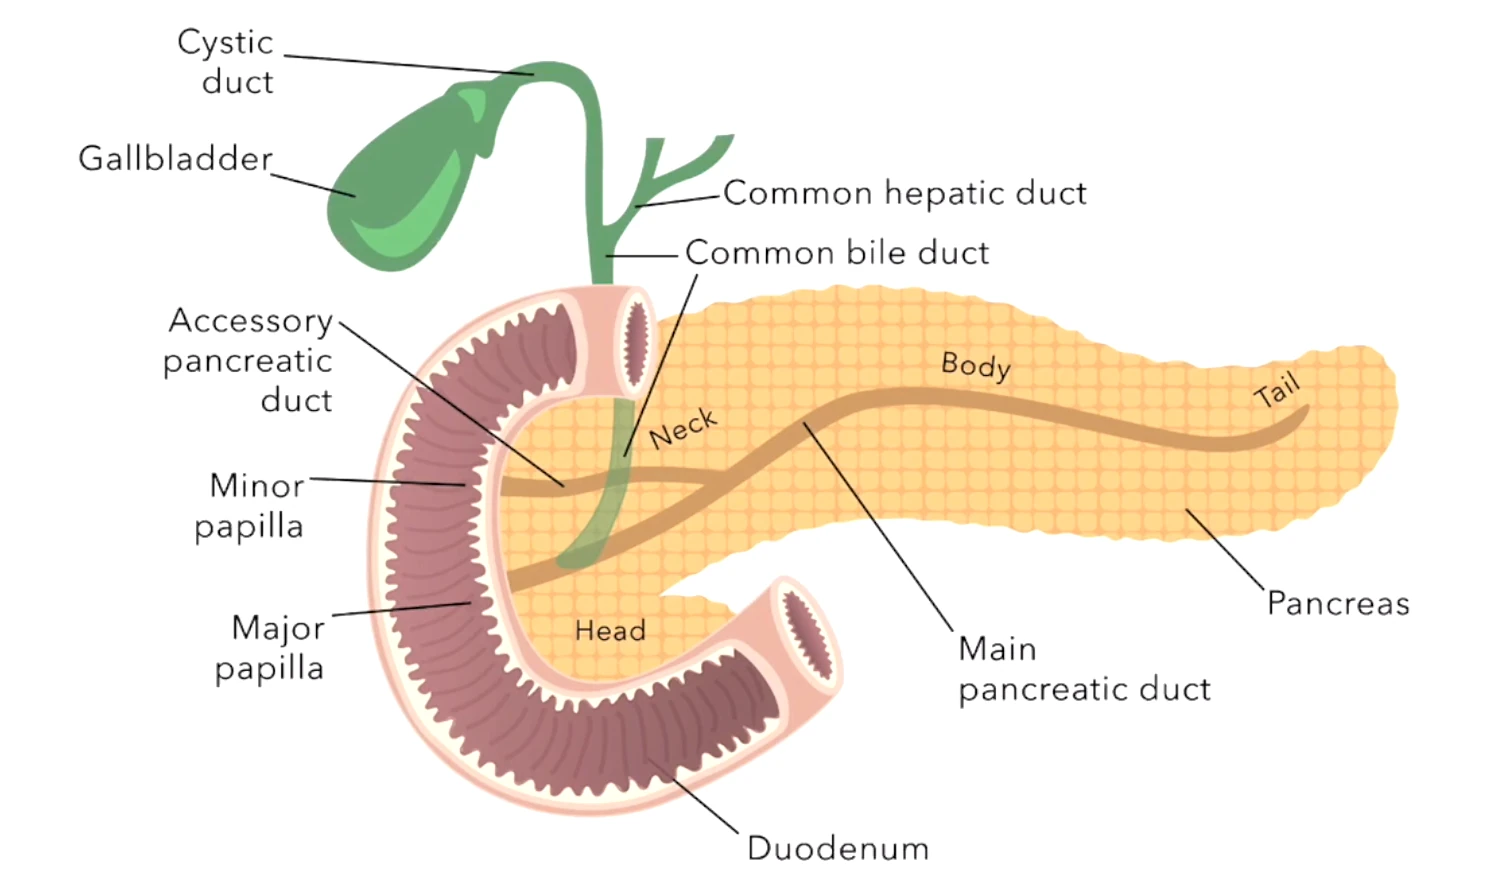 Cystic
duct
Gallbladder
Common hepatic duct
Common bile duct
Accessory
pancreatic
duct
Body
Tail
Neck
Minor
papilla
Pancreas
Major
papilla
Head
Main
pancreatic duct
Duodenum